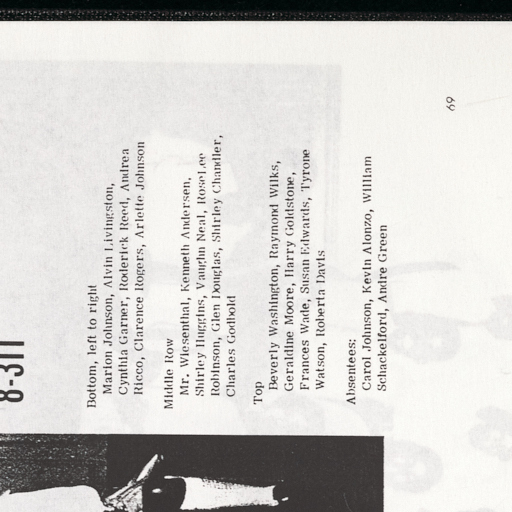 8-311
Bottom, left to right
Marion Johnson, Alvin Livingston,
Cynthia Garner, Roderick Reed, Andrea
Ricco, Clarence Rogers, Arlette Johnson
Middle Row
Mr. Wiesenthal, Kenneth Andersen,
Shirley Huggins, Vaughn Neal, RoseLee
Robinson, Glen Douglas, Shirley Chandler,
Charles Godbold
Top
Beverly Washington, Raymond Wilks,
Geraldine Moore, Harry Goldstone,
Frances Wade, Susan Edwards, Tyrone
Watson, Roberta Davis
Absentees:
Carol Johnson, Kevin Alonzo, William
Schackelford, Andre Green
69